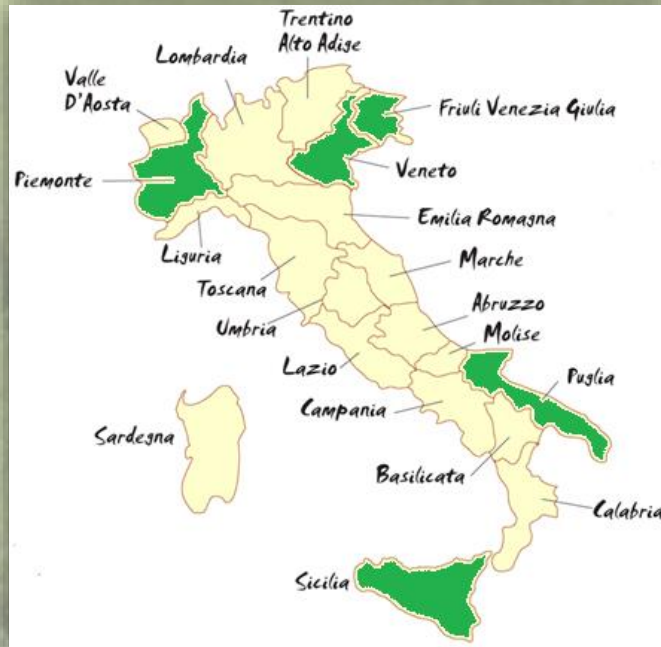 Trentino
Alto Adige
Lombardia
Valle
D'Aosta
Friuli Venezia Giulia
Piemonte
Veneto
Emilia Romagna
Liguria
Marche
Toscana
Abruzzo
Umbria
Molise
Lazio
Puglia
Campania
Sardegna
Basilicata
Calabria
Sicilia